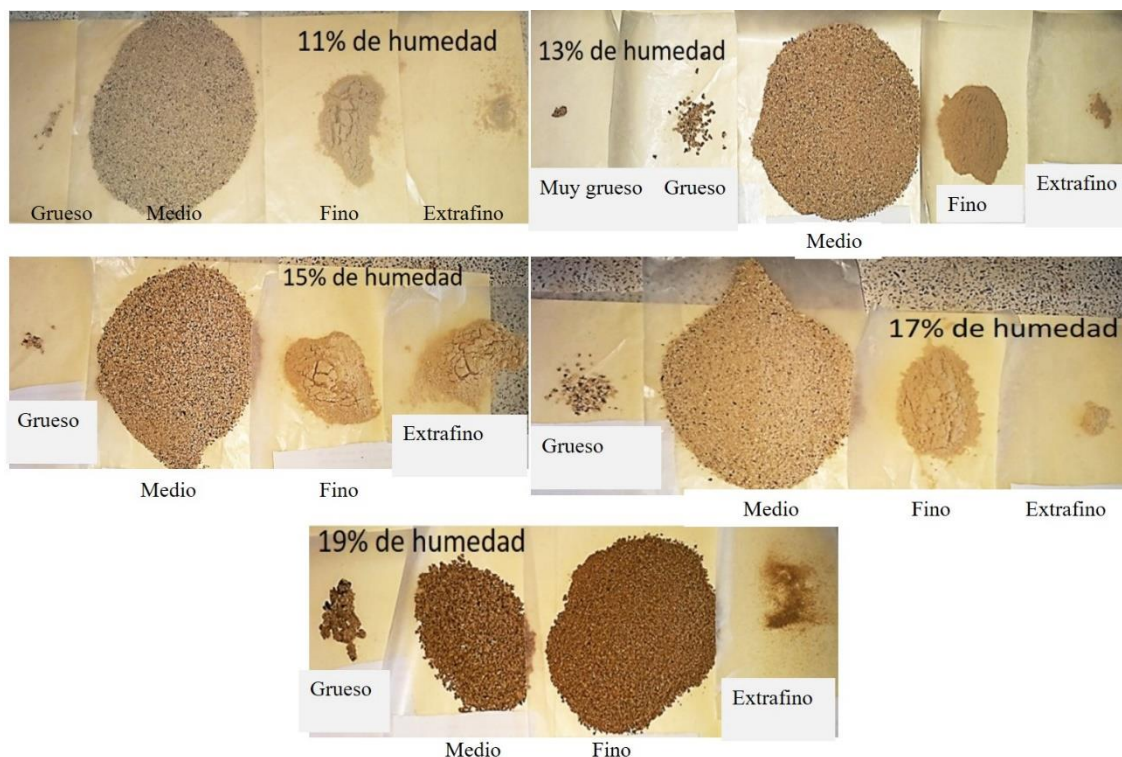 11% de humedad
Grueso Medio Fino Extrafino
13% de humedad
Muy grueso Grueso Fino Extrafino
Medio
15% de humedad
Grueso Extrafino
Medio Fino
17% de humedad
Grueso
Medio Fino Extrafino
19% de humedad
Grueso Extrafino
Medio Fino